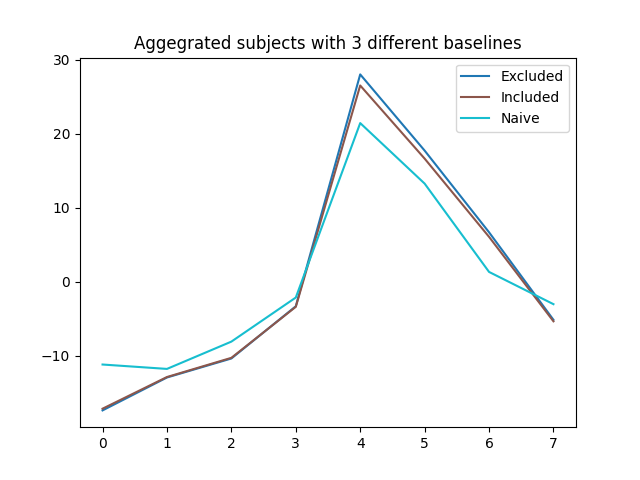 Aggegrated subjects with 3 different baselines
30
20
10
0
−10
0 1 2 3 4 5 6 7
Excluded
Included
Naive